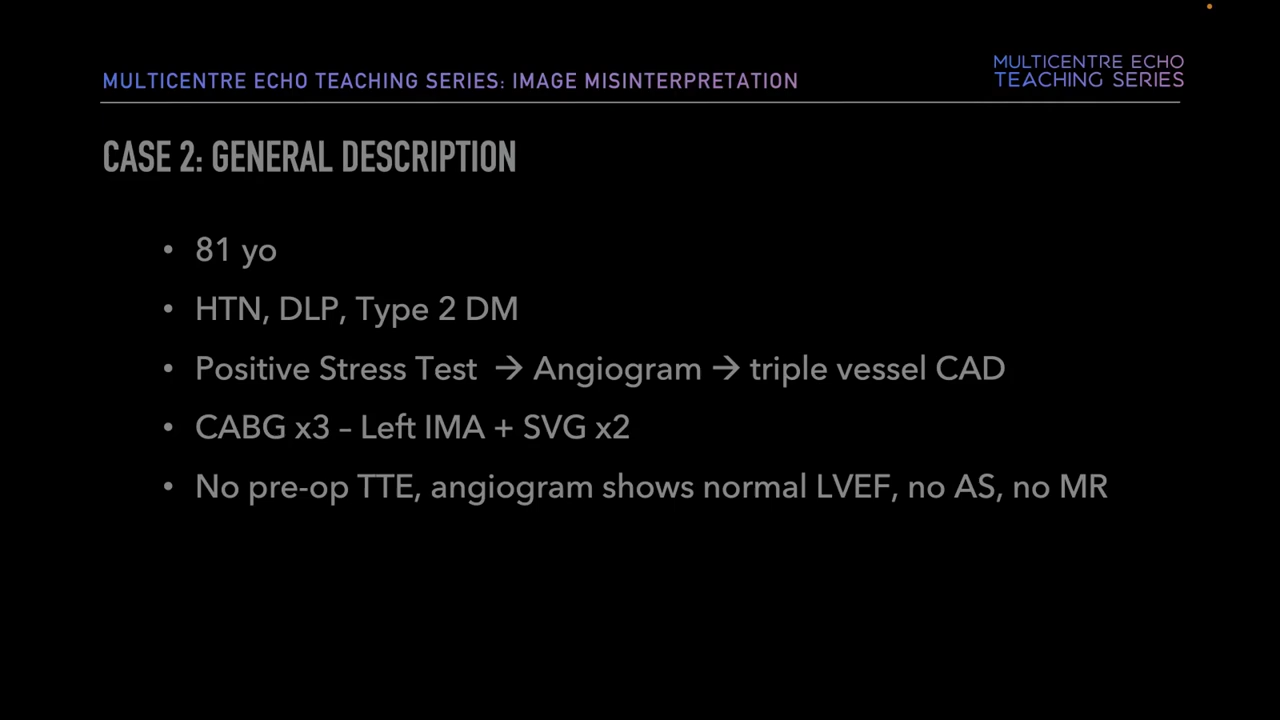 MULTICENTRE ECHO TEACHING SERIES: IMAGE MISINTERPRETATION
MULTICENTRE ECHO
TEACHING SERIES
CASE 2: GENERAL DESCRIPTION
• 81 yo
• HTN, DLP, Type 2 DM
• Positive Stress Test → Angiogram → triple vessel CAD
• CABG x3 – Left IMA + SVG x2
• No pre-op TTE, angiogram shows normal LVEF, no AS, no MR